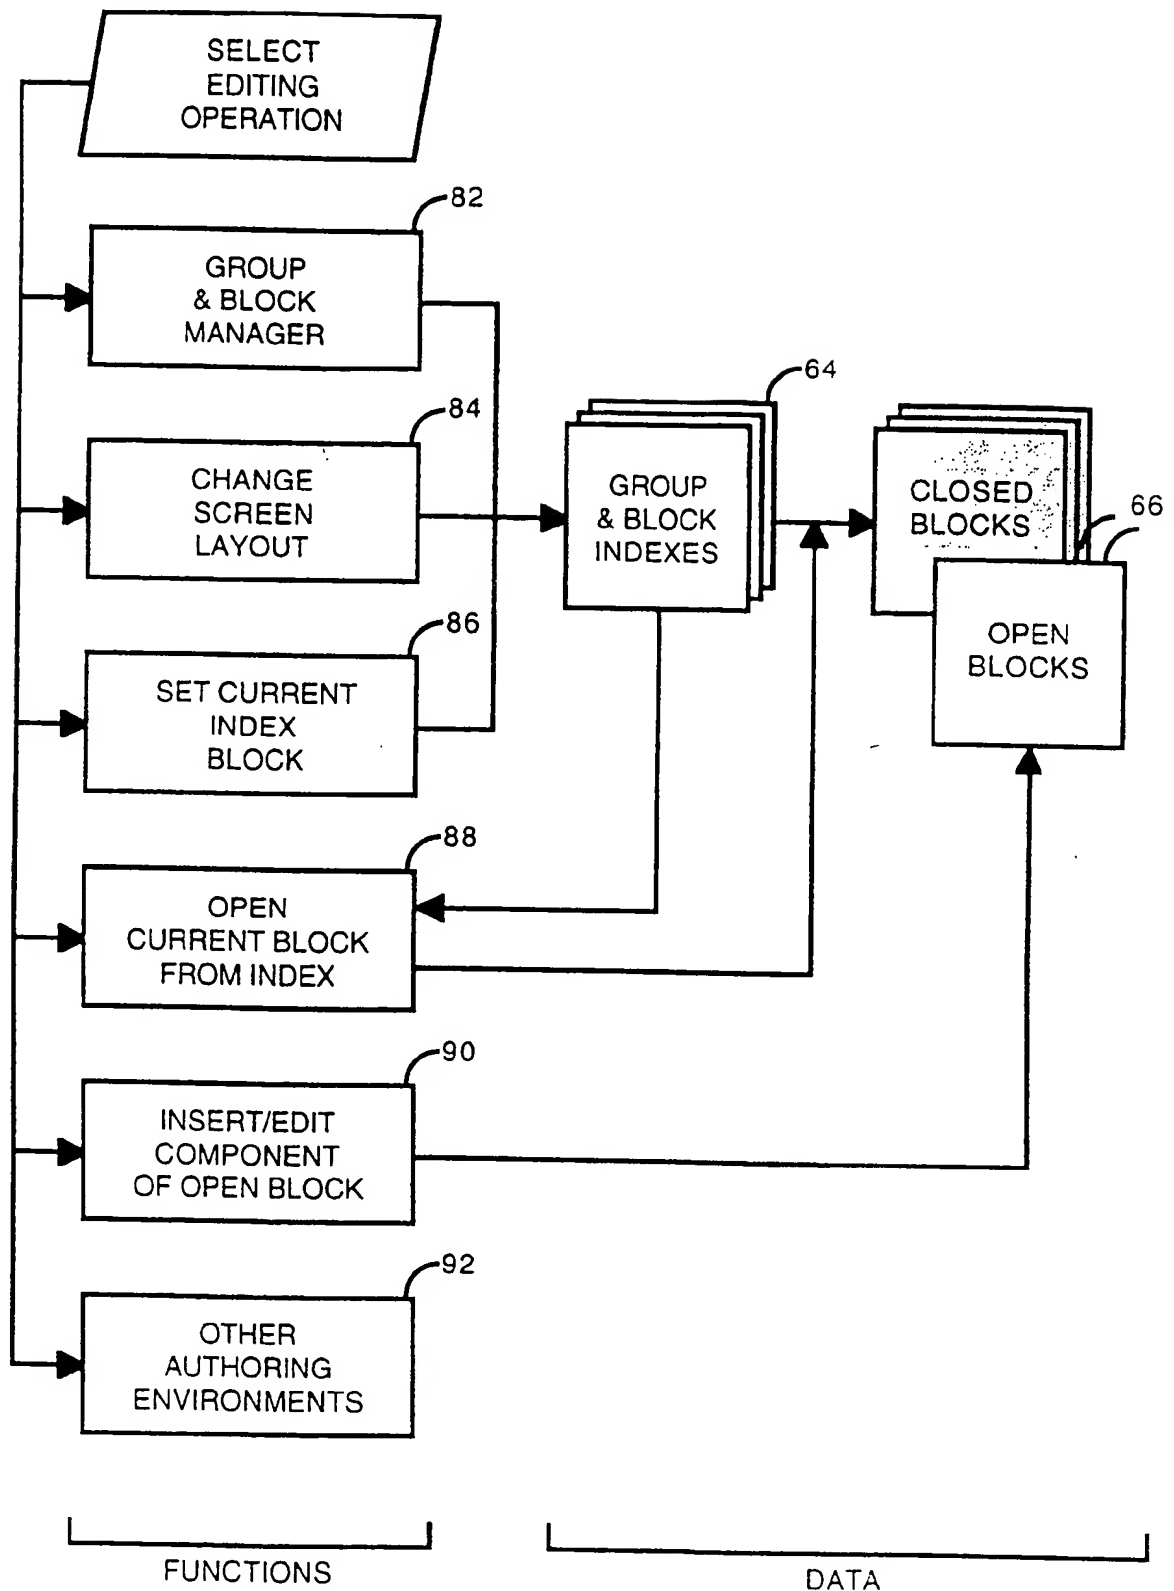 SELECT
EDITING
OPERATION
82
GROUP
& BLOCK
MANAGER
84
CHANGE
SCREEN
LAYOUT
86
SET CURRENT
INDEX
BLOCK
88
OPEN
CURRENT BLOCK
FROM INDEX
90
INSERT/EDIT
COMPONENT
OF OPEN BLOCK
92
OTHER
AUTHORING
ENVIRONMENTS
64
GROUP
& BLOCK
INDEXES
CLOSED
BLOCKS
66
OPEN
BLOCKS
FUNCTIONS
DATA